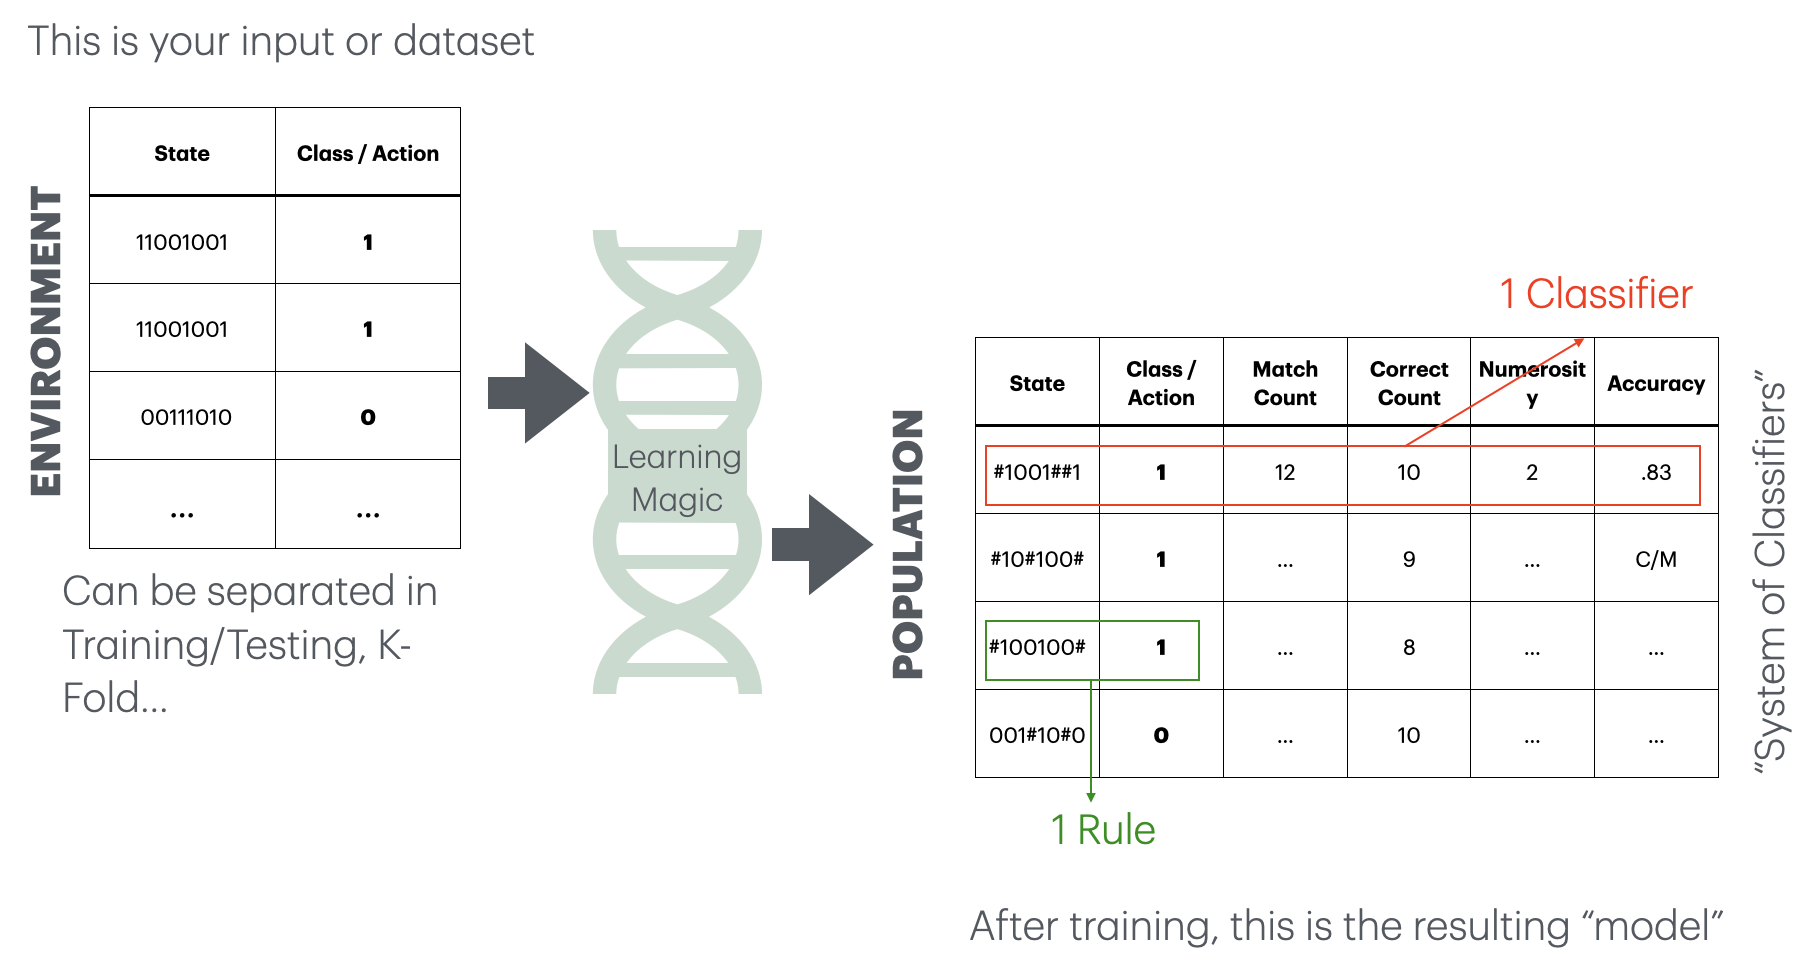 This is your input or dataset
ENVIRONMENT
State Class / Action
11001001 1
11001001 1
00111010 0
... ...
Can be separated in
Training/Testing, K-
Fold...
Learning
Magic
POPULATION
1 Classifier
State Class / Action Match Count Correct Count Numerosit y Accuracy
#1001##1 1 12 10 2 .83
#10#100# 1 ... 9 ... C/M
#100100# 1 ... 8 ... ...
001#10#0 0 ... 10 ... ...
1 Rule
“System of Classifiers”
After training, this is the resulting “model”